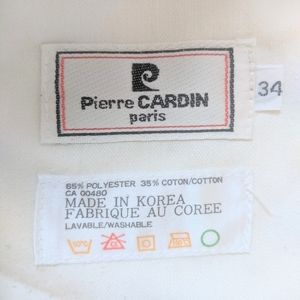 Pierre CARDIN
paris
34
65% POLYESTER 35% COTON/COTTON
CA 00480
MADE IN KOREA
FABRIQUE AU COREE
LAVABLE/WASHABLE